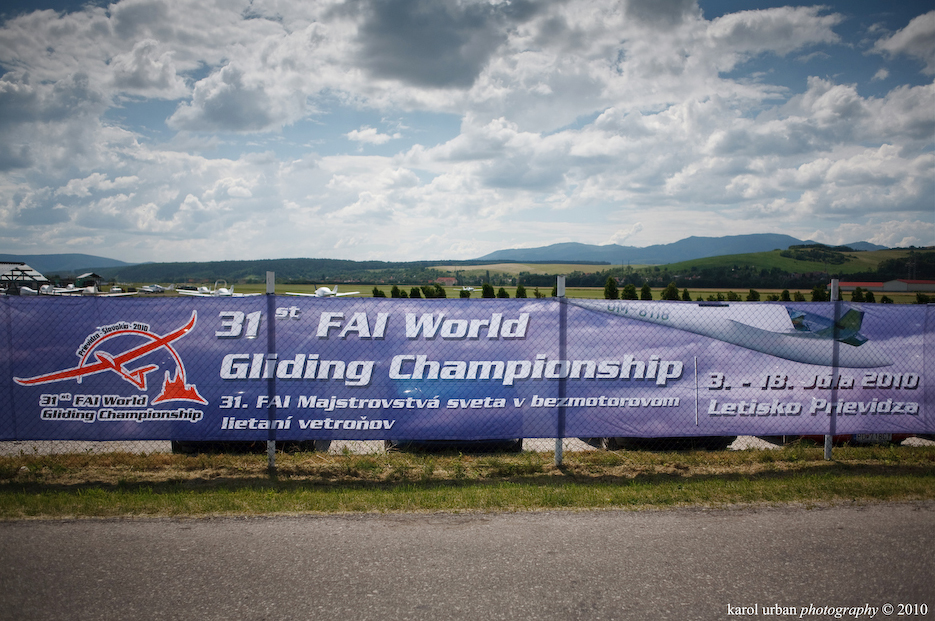 Prievidza - Slovakia - 2010
31st FAI World
Gliding Championship
31st FAI World
Gliding Championship
31. FAI Majstrovstvá sveta v bezmotorovom
lietaní vetroňov
OM-8118
3. - 18. Júla 2010
Letisko Prievidza
karol urban photography © 2010